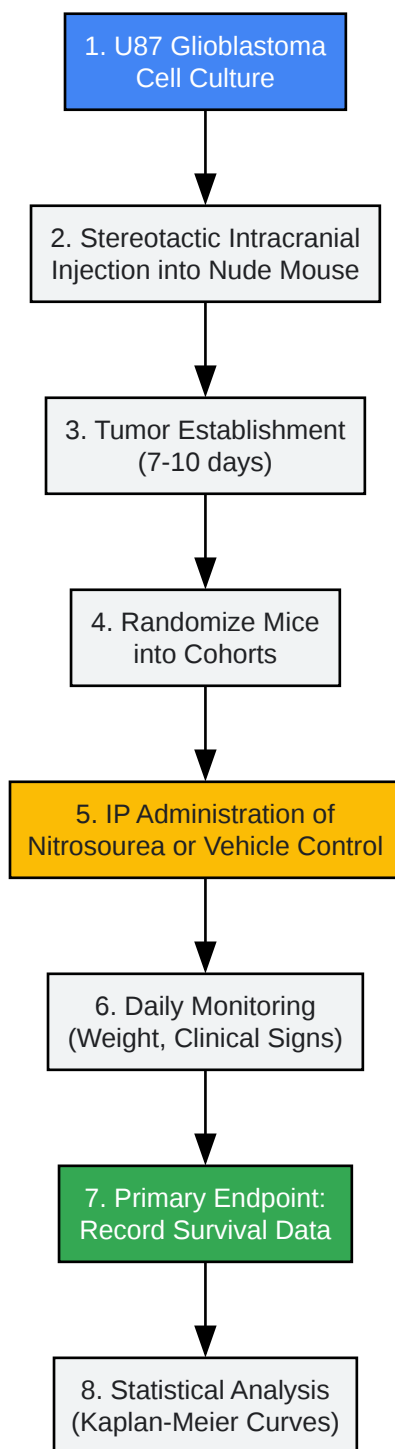 1. U87 Glioblastoma
Cell Culture
2. Stereotactic Intracranial
Injection into Nude Mouse
3. Tumor Establishment
(7-10 days)
4. Randomize Mice
into Cohorts
5. IP Administration of
Nitrosourea or Vehicle Control
6. Daily Monitoring
(Weight, Clinical Signs)
7. Primary Endpoint:
Record Survival Data
8. Statistical Analysis
(Kaplan-Meier Curves)